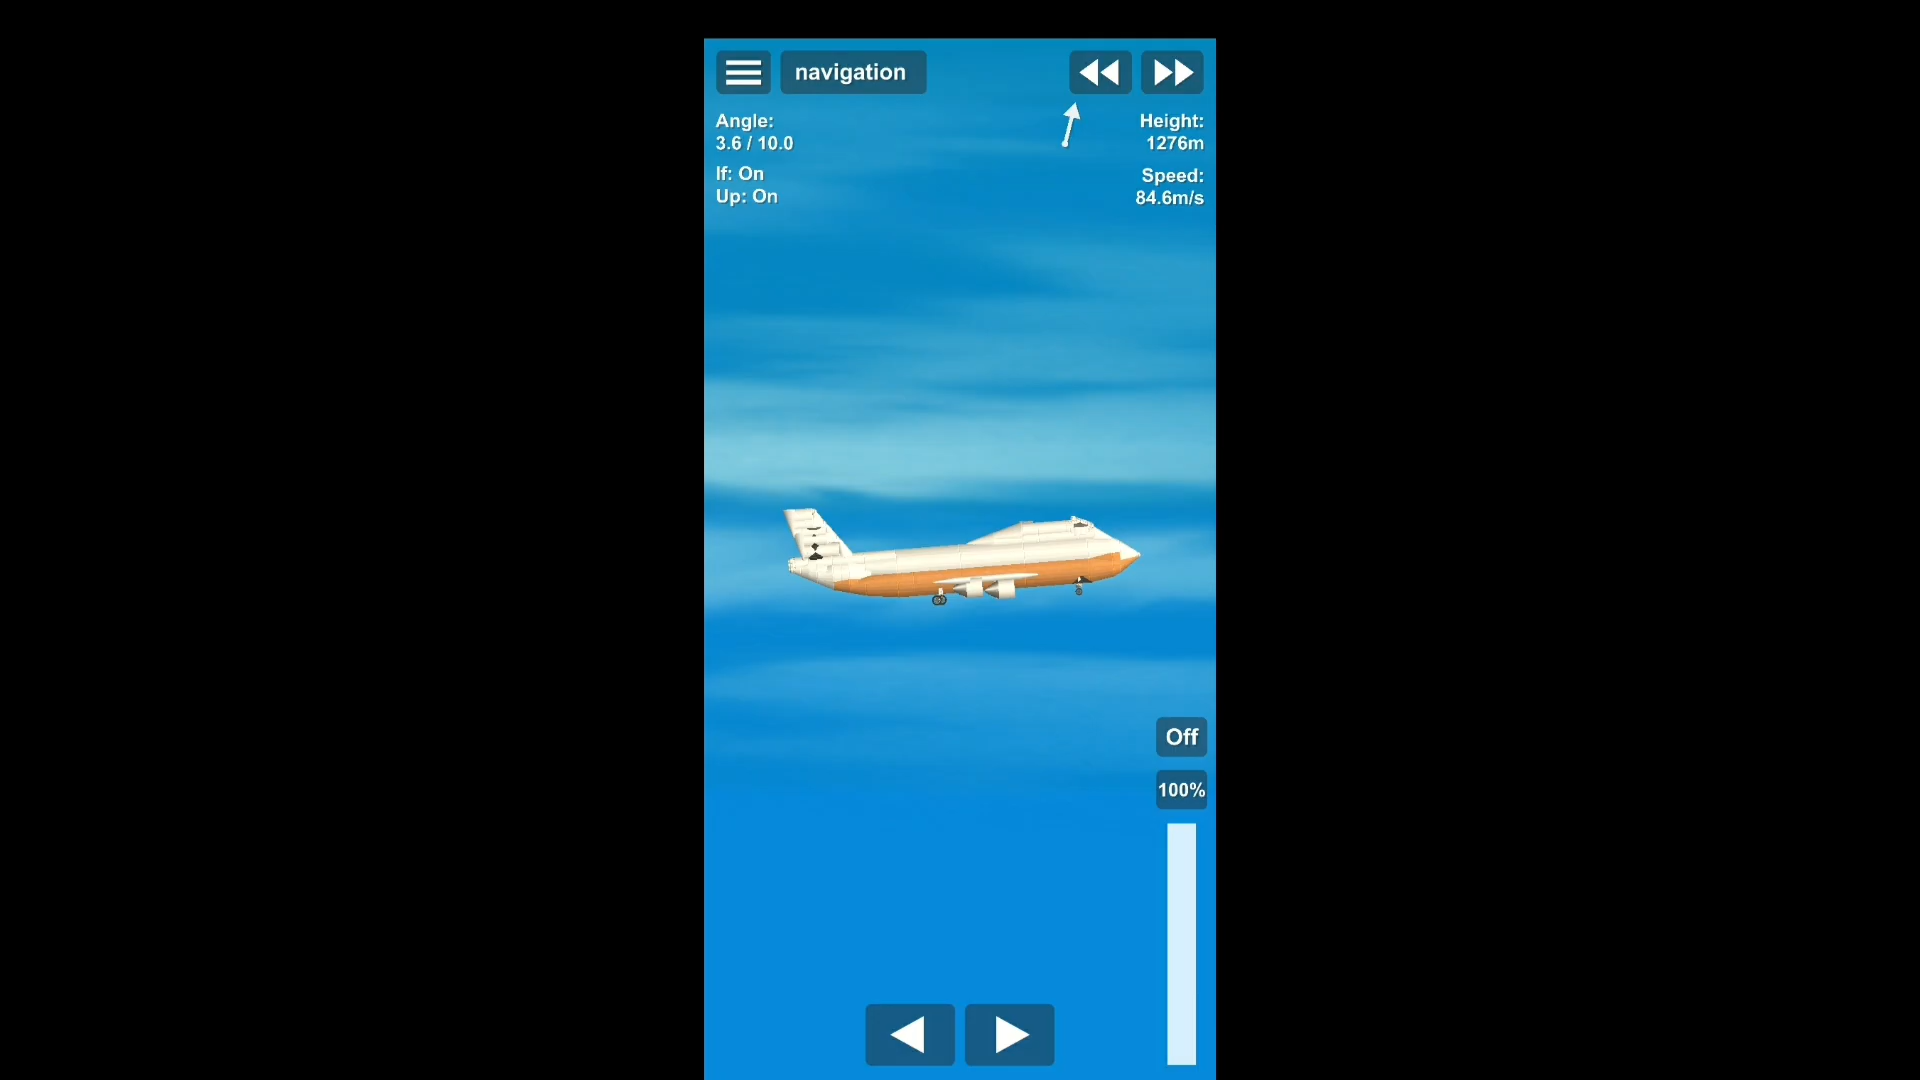 navigation
Angle:
3.6 / 10.0
If: On
Up: On
Height:
1276m
Speed:
84.6m/s
Off
100%